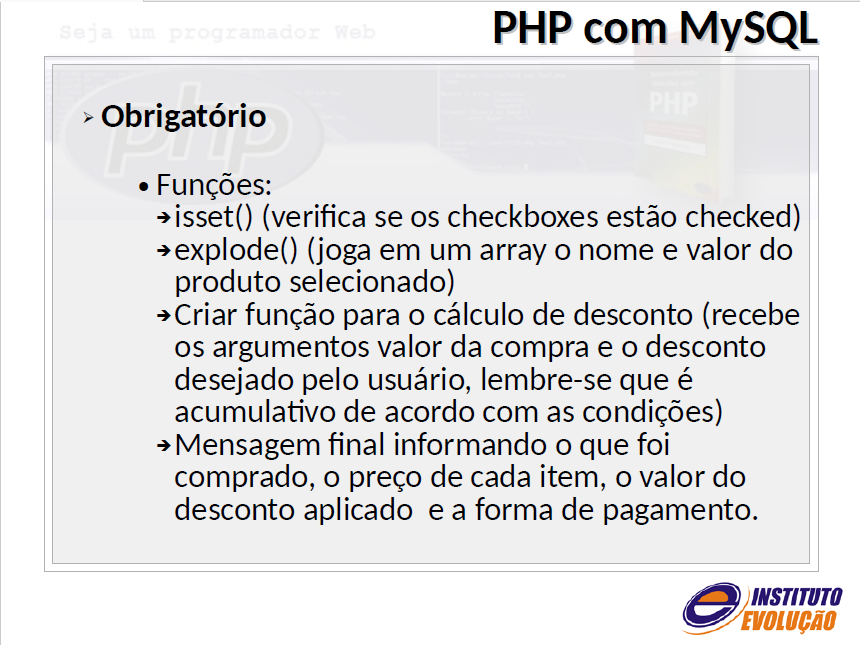 Seja um programador Web
PHP com MySQL
php
PHP
➢ Obrigatório
• Funções:
➔ isset() (verifica se os checkboxes estão checked)
➔ explode() (joga em um array o nome e valor do
produto selecionado)
➔ Criar função para o cálculo de desconto (recebe
os argumentos valor da compra e o desconto
desejado pelo usuário, lembre-se que é
acumulativo de acordo com as condições)
➔ Mensagem final informando o que foi
comprado, o preço de cada item, o valor do
desconto aplicado  e a forma de pagamento.
e INSTITUTO
EVOLUÇÃO